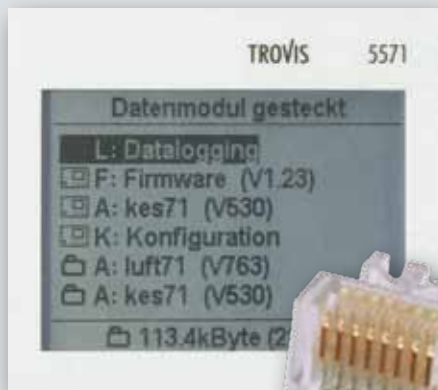 TROVIS 5571
Datenmodul gesteckt
L: Datalogging
F: Firmware (V1.23)
A: kes71 (V530)
K: Konfiguration
A: luft71 (V763)
A: kes71 (V530)
113.4kByte